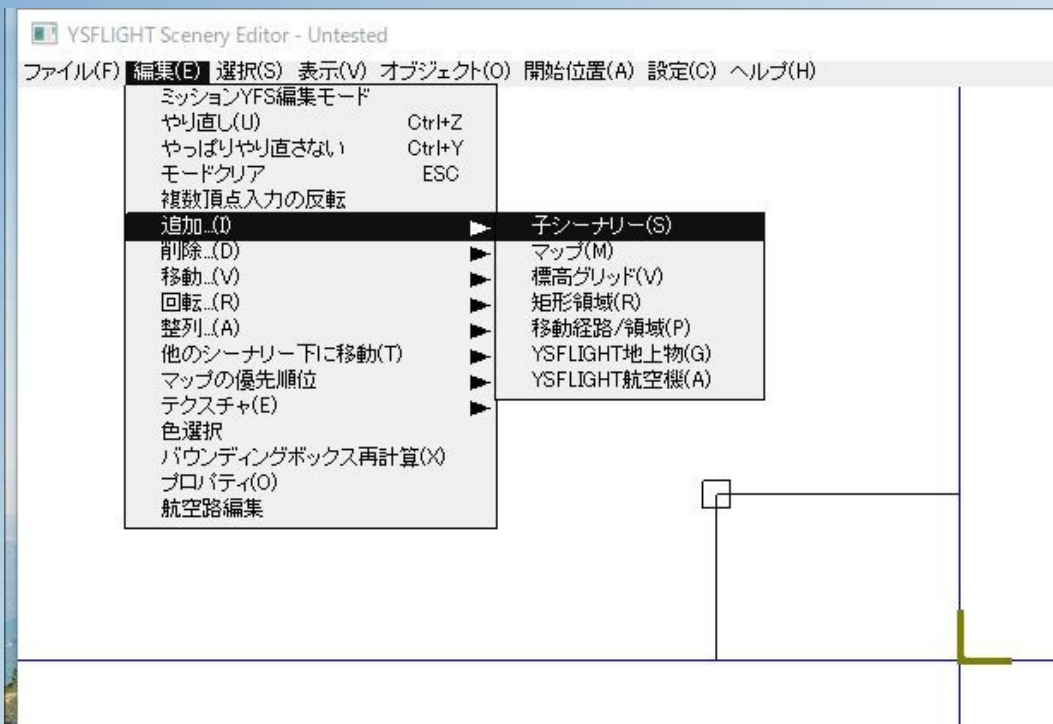 YSFLIGHT Scenery Editor - Untested
ファイル(F) 編集(E) 選択(S) 表示(V) オブジェクト(O) 開始位置(A) 設定(C) ヘルプ(H)
ミッションYFS編集モード
やり直し(U) Ctrl+Z
やっぱりやり直さない Ctrl+Y
モードクリア ESC
複数頂点入力の反転
追加...(I)
削除...(D)
移動...(V)
回転...(R)
整列...(A)
他のシーナリー下に移動(T)
マップの優先順位
テクスチャ(E)
色選択
バウンディングボックス再計算(X)
プロパティ(O)
航空路編集
子シーナリー(S)
マップ(M)
標高グリッド(V)
矩形領域(R)
移動経路/領域(P)
YSFLIGHT地上物(G)
YSFLIGHT航空機(A)